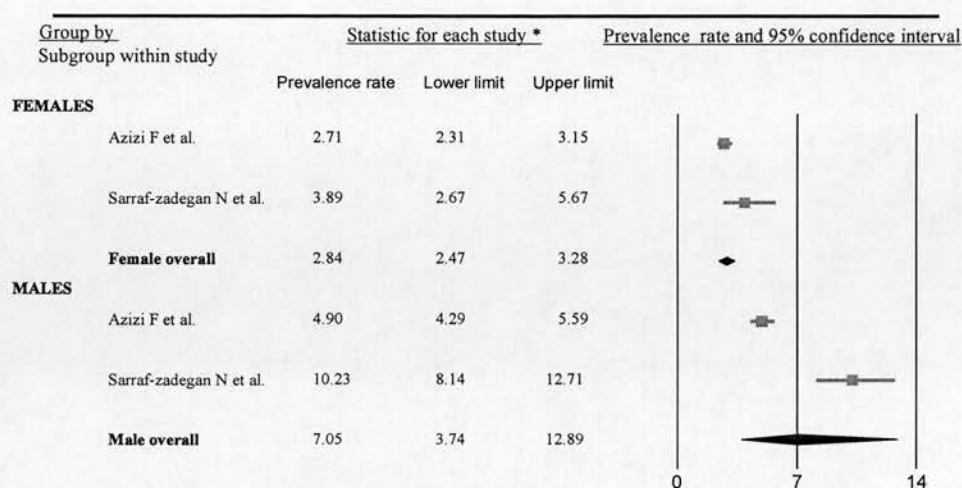 Group by Statistic for each study * Prevalence rate and 95% confidence interval
Subgroup within study
Prevalence rate Lower limit Upper limit
FEMALES
Azizi F et al. 2.71 2.31 3.15
Sarraf-zadegan N et al. 3.89 2.67 5.67
Female overall 2.84 2.47 3.28
MALES
Azizi F et al. 4.90 4.29 5.59
Sarraf-zadegan N et al. 10.23 8.14 12.71
Male overall 7.05 3.74 12.89
0 7 14